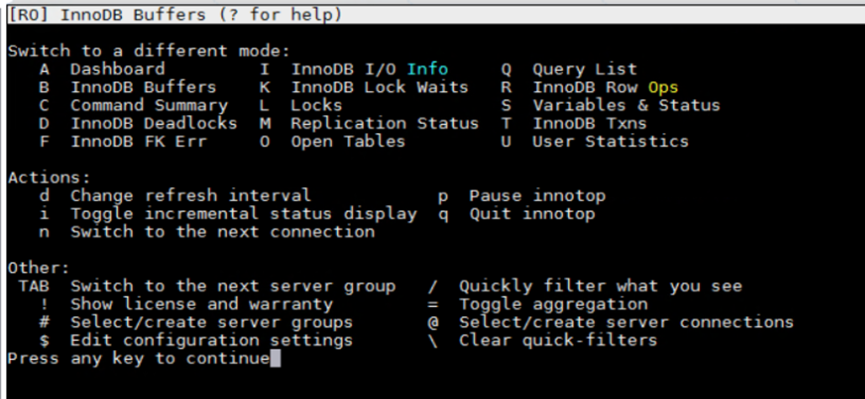 [RO] InnoDB Buffers (? for help)
Switch to a different mode:
A  Dashboard  I  InnoDB I/O Info  Q  Query List
B  InnoDB Buffers  K  InnoDB Lock Waits  R  InnoDB Row Ops
C  Command Summary  L  Locks  S  Variables & Status
D  InnoDB Deadlocks  M  Replication Status  T  InnoDB Txns
F  InnoDB FK Err  O  Open Tables  U  User Statistics
Actions:
d  Change refresh interval  p  Pause innotop
i  Toggle incremental status display  q  Quit innotop
n  Switch to the next connection
Other:
TAB  Switch to the next server group  /  Quickly filter what you see
!  Show license and warranty  =  Toggle aggregation
#  Select/create server groups  @  Select/create server connections
$  Edit configuration settings  \  Clear quick-filters
Press any key to continue